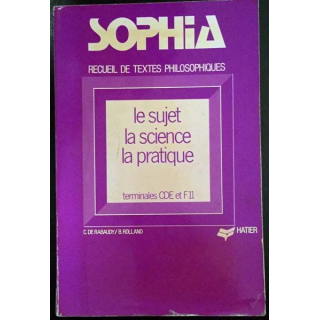 SOPHiA
RECUEIL DE TEXTES PHILOSOPHIQUES
le sujet
la science
la pratique
terminales CDE et F11
C. DE RABAUDY/B. ROLLAND
HATIER